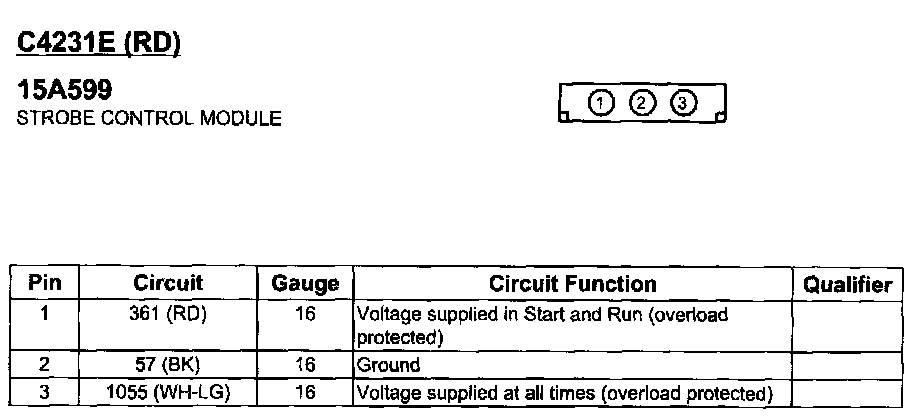 C4231E (RD)
15A599
STROBE CONTROL MODULE
1 2 3
Pin Circuit Gauge Circuit Function Qualifier
1 361 (RD) 16 Voltage supplied in Start and Run (overload
protected)
2 57 (BK) 16 Ground
3 1055 (WH-LG) 16 Voltage supplied at all times (overload protected)